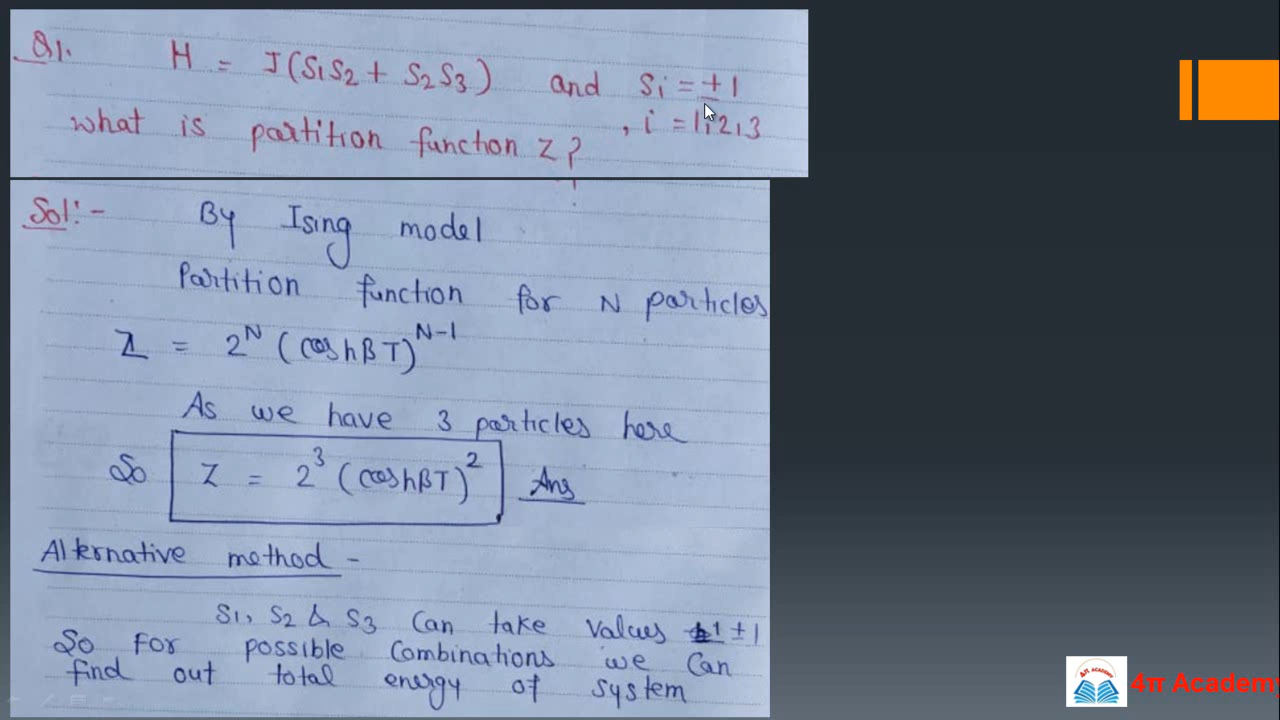 Q1. H = J(S₁S₂ + S₂S₃) and Si = ±1
, i = 1,2,3
what is partition function Z?
Sol:- By Ising model
Partition function for N particles
Z = 2^N (coshβT)^N-1
As we have 3 particles here
So Z = 2³ (coshβT)² Ans
Alternative method -
S₁, S₂ & S₃ can take values ±1
So for possible combinations we can
find out total energy of system
4π ACADEMY
4π Academy